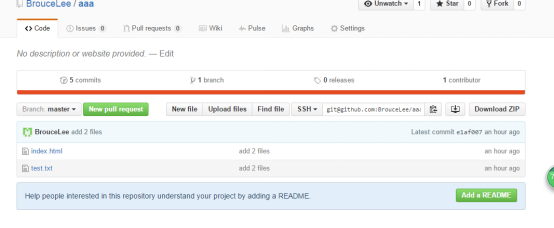 BrouceLee / aaa
Unwatch 1 Star 0 Fork 0
Code Issues 0 Pull requests 0 Wiki Pulse Graphs Settings
No description or website provided. — Edit
5 commits 1 branch 0 releases 1 contributor
Branch: master New pull request New file Upload files Find file SSH git@github.com:BrouceLee/aaa Download ZIP
BrouceLee add 2 files Latest commit e1af007 an hour ago
index.html add 2 files an hour ago
test.txt add 2 files an hour ago
Help people interested in this repository understand your project by adding a README. Add a README